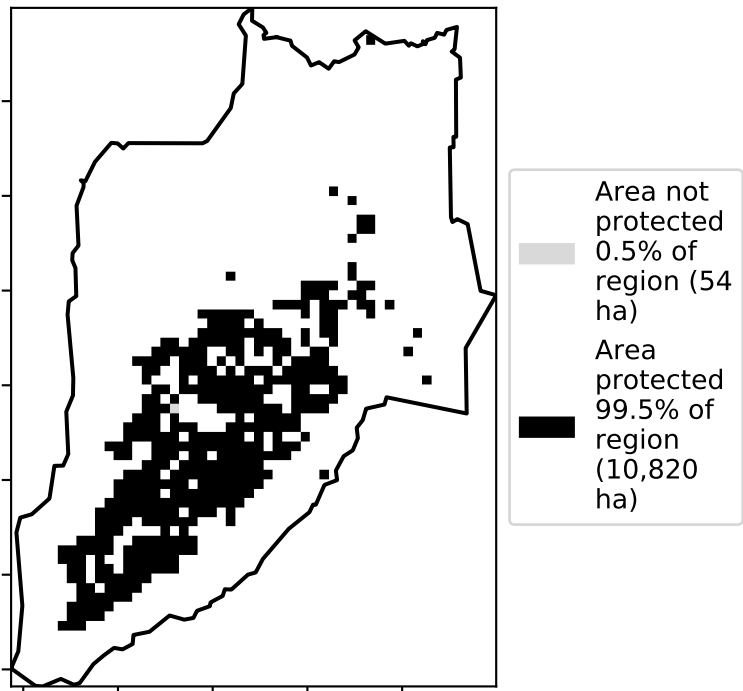 Area not
protected
0.5% of
region (54
ha)
Area
protected
99.5% of
region
(10,820
ha)